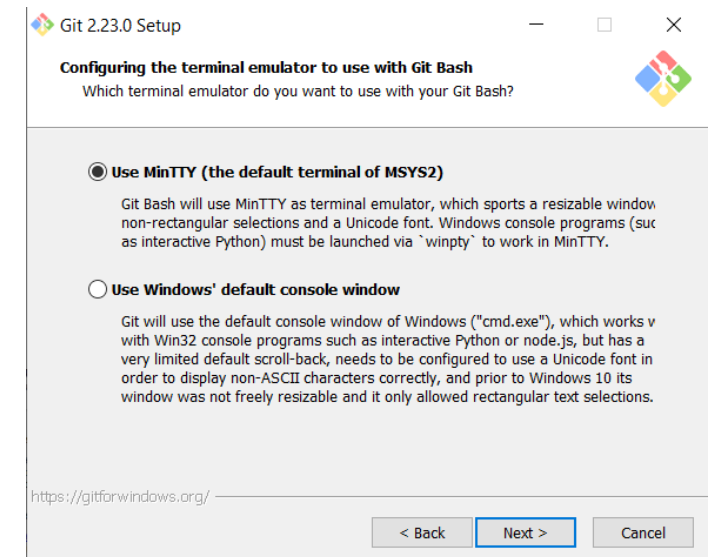 Git 2.23.0 Setup
Configuring the terminal emulator to use with Git Bash
Which terminal emulator do you want to use with your Git Bash?
Use MinTTY (the default terminal of MSYS2)
Git Bash will use MinTTY as terminal emulator, which sports a resizable window
non-rectangular selections and a Unicode font. Windows console programs (suc
as interactive Python) must be launched via `winpty` to work in MinTTY.
Use Windows' default console window
Git will use the default console window of Windows ("cmd.exe"), which works w
with Win32 console programs such as interactive Python or node.js, but has a
very limited default scroll-back, needs to be configured to use a Unicode font in
order to display non-ASCII characters correctly, and prior to Windows 10 its
window was not freely resizable and it only allowed rectangular text selections.
https://gitforwindows.org/
< Back Next > Cancel